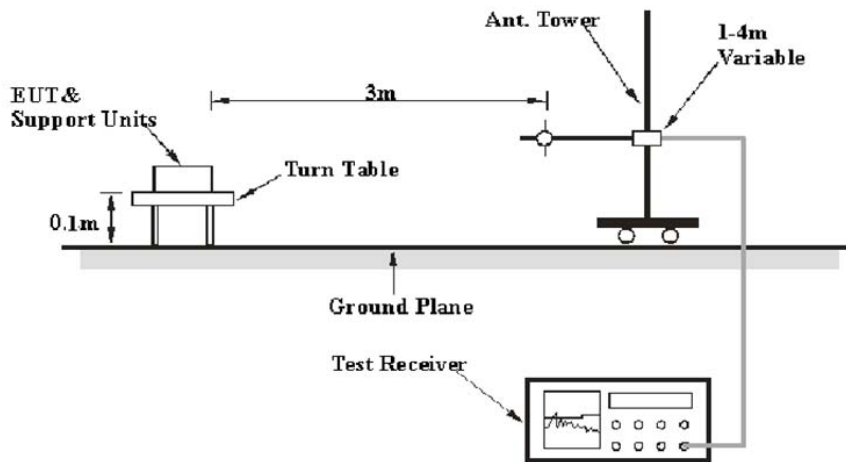 Ant. Tower
1-4m
Variable
3m
EUT&
Support Units
Turn Table
0.1m
Ground Plane
Test Receiver